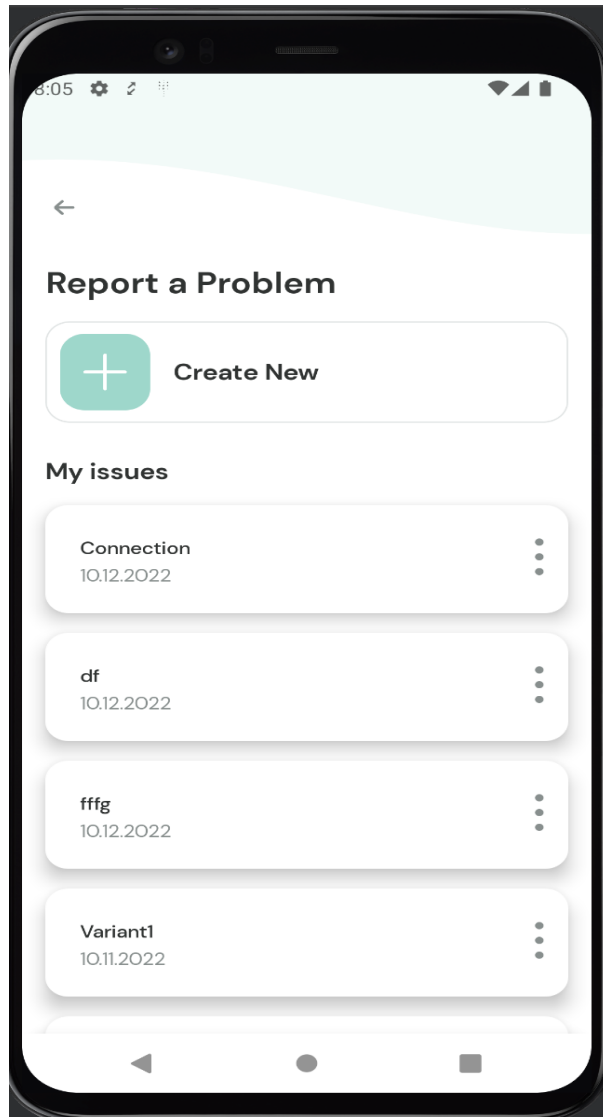 8:05
Report a Problem
Create New
My issues
Connection
10.12.2022
df
10.12.2022
fffg
10.12.2022
Variant1
10.11.2022